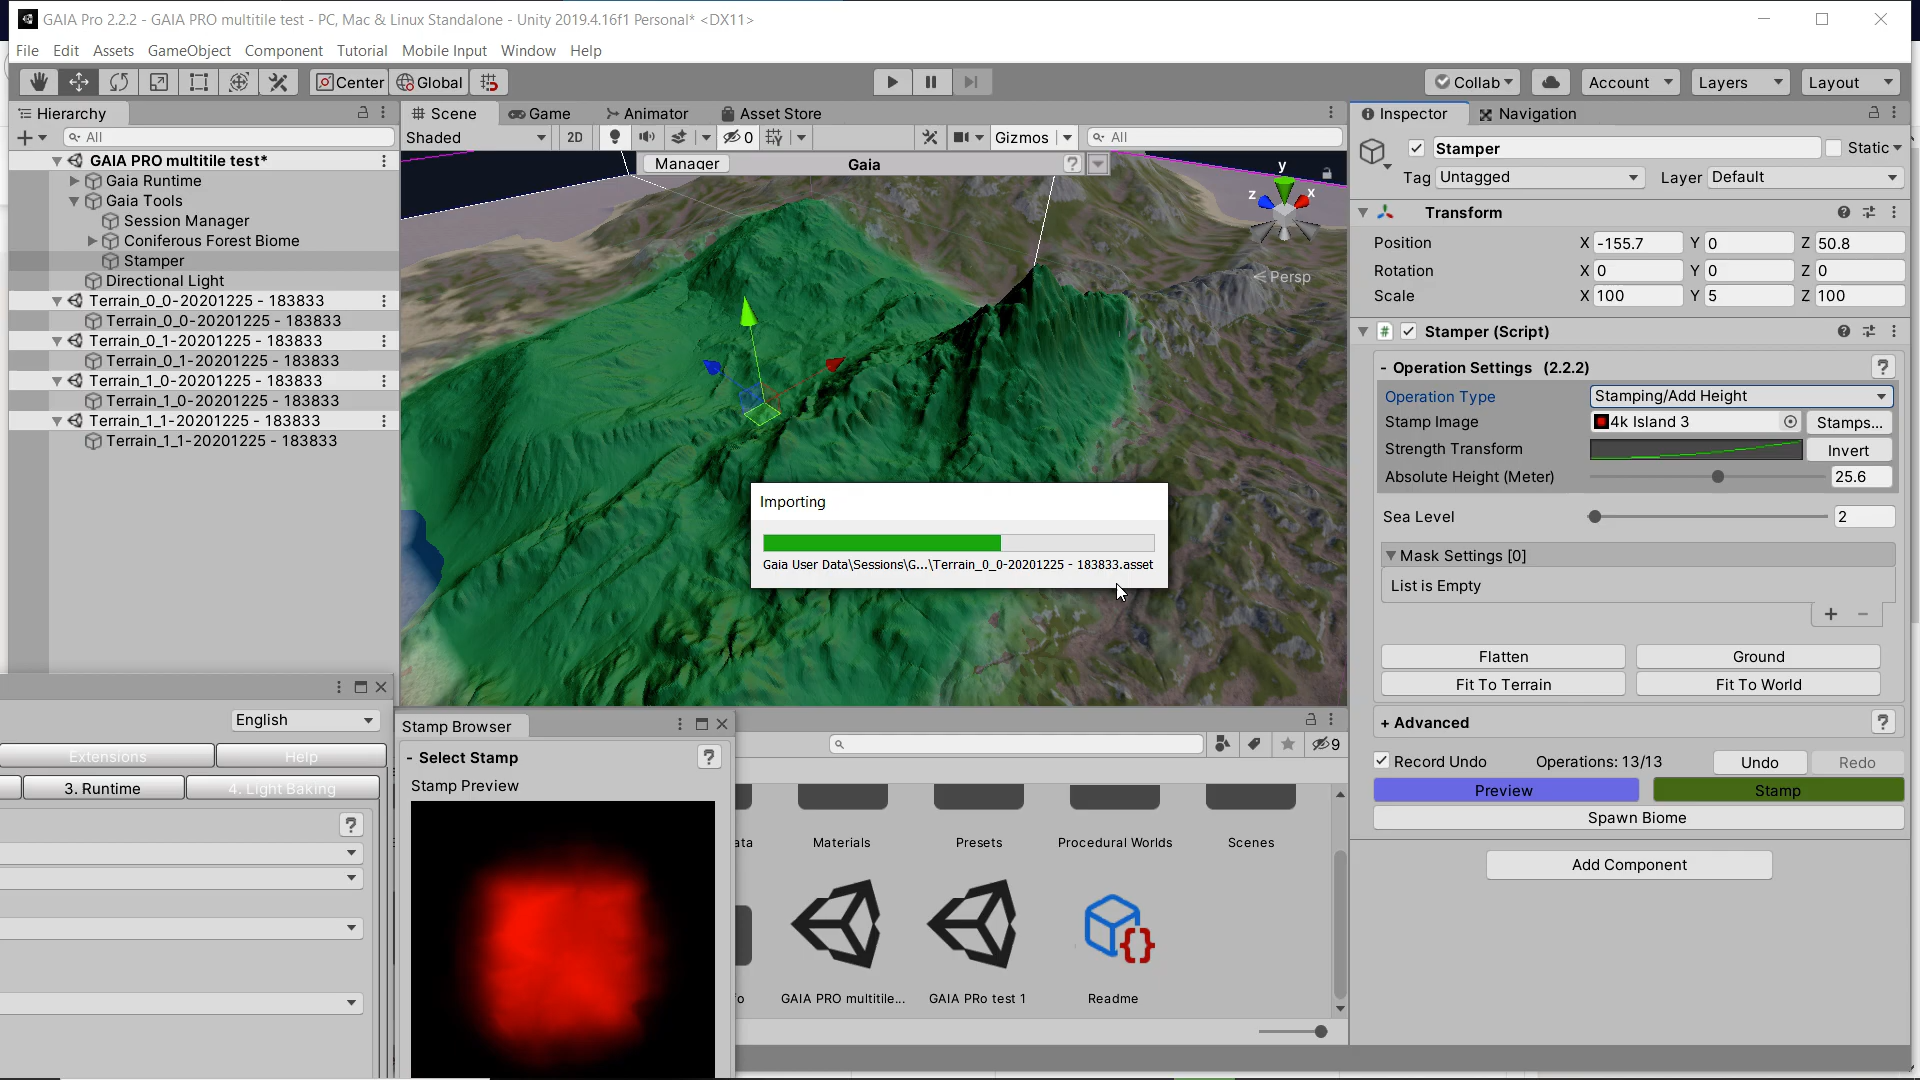 GAIA Pro 2.2.2 - GAIA PRO multitile test - PC, Mac & Linux Standalone - Unity 2019.4.16f1 Personal* <DX11>
File Edit Assets GameObject Component Tutorial Mobile Input Window Help
Center Global Collab Account Layers Layout
Hierarchy
All
GAIA PRO multitile test*
Gaia Runtime
Gaia Tools
Session Manager
Coniferous Forest Biome
Stamper
Directional Light
Terrain_0_0-20201225 - 183833
Terrain_0_0-20201225 - 183833
Terrain_0_1-20201225 - 183833
Terrain_0_1-20201225 - 183833
Terrain_1_0-20201225 - 183833
Terrain_1_0-20201225 - 183833
Terrain_1_1-20201225 - 183833
Terrain_1_1-20201225 - 183833
Scene Game Animator Asset Store
Shaded 2D 0 Gizmos All
Manager Gaia ?
y
z x
Persp
Importing
Gaia User Data\Sessions\G...\Terrain_0_0-20201225 - 183833.asset
Inspector Navigation
Stamper Static
Tag Untagged Layer Default
Transform
Position X -155.7 Y 0 Z 50.8
Rotation X 0 Y 0 Z 0
Scale X 100 Y 5 Z 100
# Stamper (Script)
- Operation Settings (2.2.2) ?
Operation Type Stamping/Add Height
Stamp Image 4k Island 3 Stamps...
Strength Transform Invert
Absolute Height (Meter) 25.6
Sea Level 2
Mask Settings [0]
List is Empty
+ -
Flatten Ground
Fit To Terrain Fit To World
+ Advanced ?
Record Undo Operations: 13/13 Undo Redo
Preview Stamp
Spawn Biome
Add Component
English
Extensions Help
3. Runtime 4. Light Baking
?
Stamp Browser
- Select Stamp ?
Stamp Preview
9
ata Materials Presets Procedural Worlds Scenes
o GAIA PRO multitile... GAIA PRo test 1 Readme